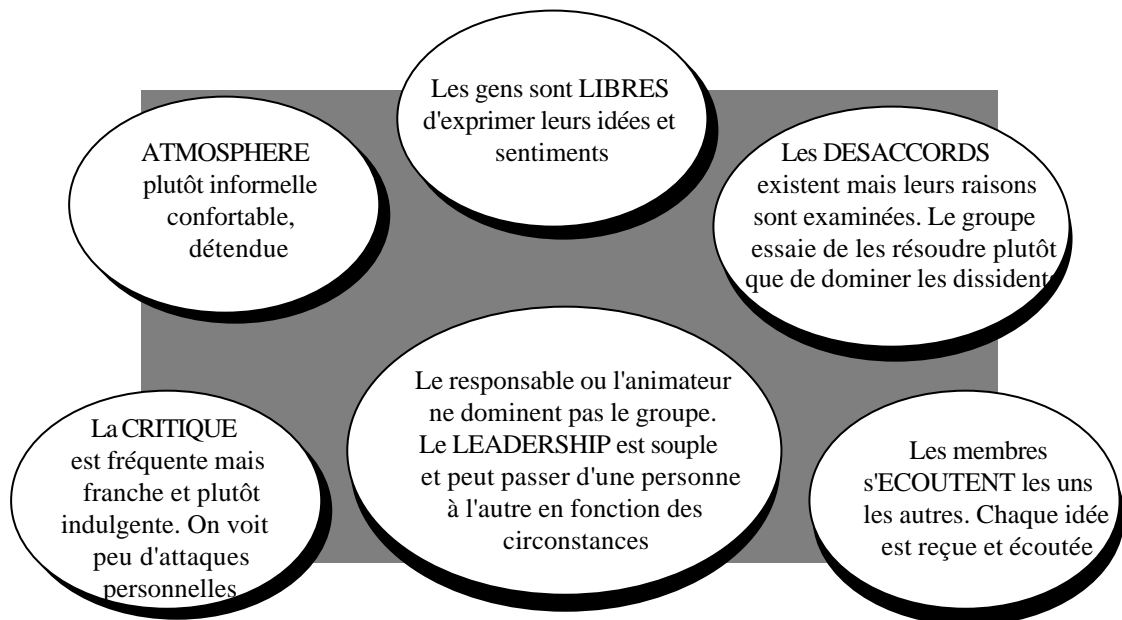 Les gens sont LIBRES
d'exprimer leurs idées et
sentiments
ATMOSPHERE
plutôt informelle
confortable,
détendue
Les DESACCORDS
existent mais leurs raisons
sont examinées. Le groupe
essaie de les résoudre plutôt
que de dominer les dissidents
Le responsable ou l'animateur
ne dominent pas le groupe.
Le LEADERSHIP est souple
et peut passer d'une personne
à l'autre en fonction des
circonstances
La CRITIQUE
est fréquente mais
franche et plutôt
indulgente. On voit
peu d'attaques
personnelles
Les membres
s'ECOUTENT les uns
les autres. Chaque idée
est reçue et écoutée